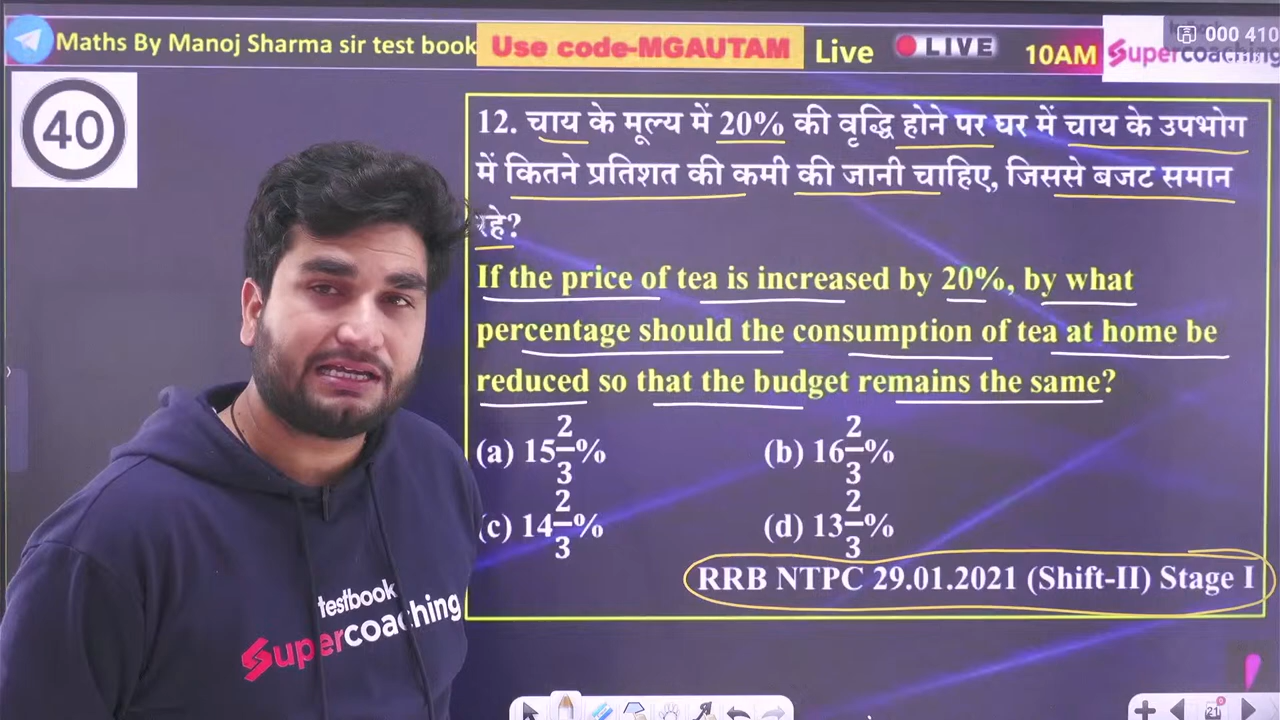 Maths By Manoj Sharma sir test book
Use code-MGAUTAM
Live
LIVE
10AM
Supercoaching
000 410
40
12. चाय के मूल्य में 20% की वृद्धि होने पर घर में चाय के उपभोग
में कितने प्रतिशत की कमी की जानी चाहिए, जिससे बजट समान
रहे?
If the price of tea is increased by 20%, by what
percentage should the consumption of tea at home be
reduced so that the budget remains the same?
(a) 15 2/3 %
(b) 16 2/3 %
(c) 14 2/3 %
(d) 13 2/3 %
RRB NTPC 29.01.2021 (Shift-II) Stage I
testbook
Supercoaching
21